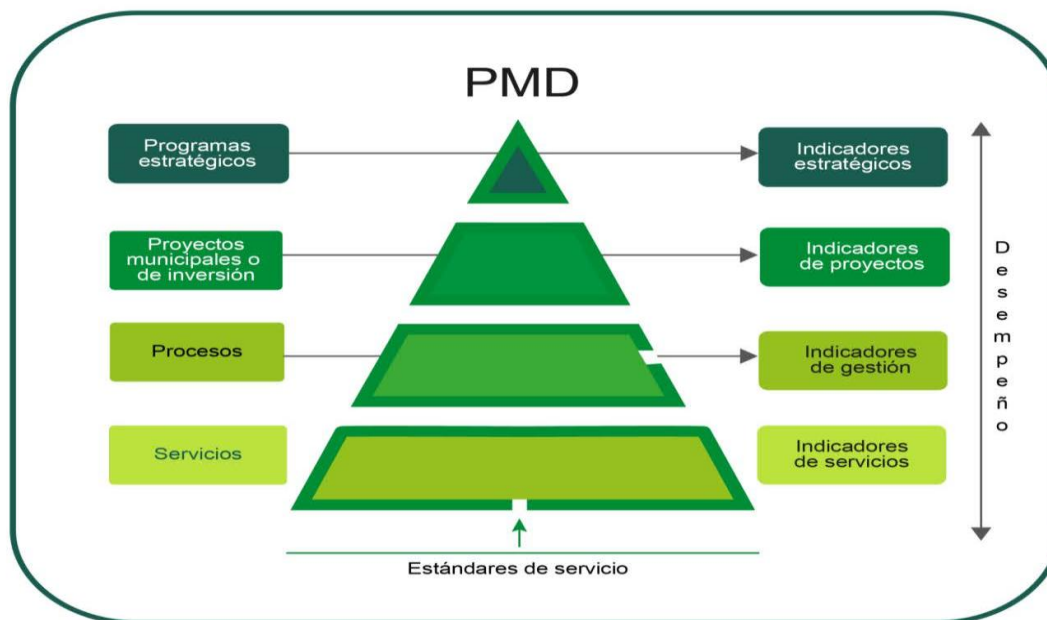 PMD
Programas
estratégicos
Indicadores
estratégicos
Proyectos
municipales o
de inversión
Indicadores
de proyectos
Procesos
Indicadores
de gestión
Servicios
Indicadores
de servicios
Desempeño
Estándares de servicio